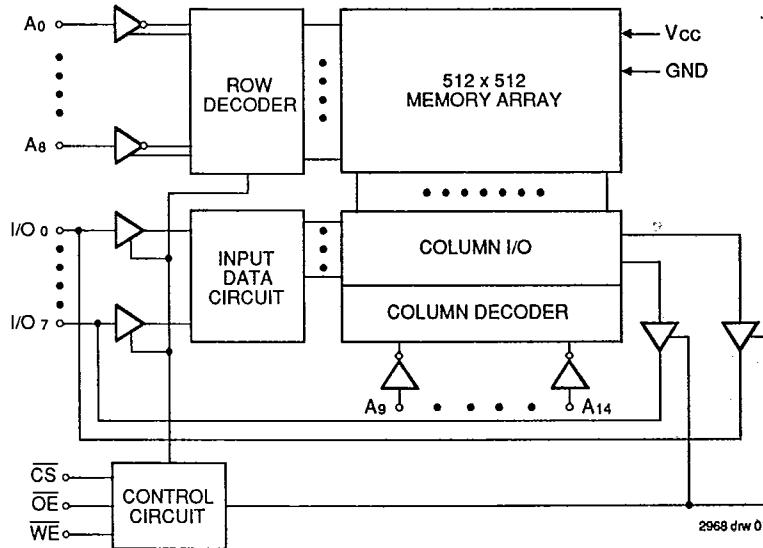 A0
ROW
DECODER
512 x 512
MEMORY ARRAY
VCC
GND
A8
I/O 0
INPUT
DATA
CIRCUIT
COLUMN I/O
COLUMN DECODER
I/O 7
A9
A14
CS
OE
WE
CONTROL
CIRCUIT
2968 drw 0